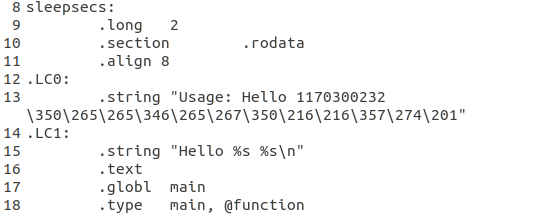 8 sleepsecs:
9 .long 2
10 .section .rodata
11 .align 8
12 .LC0:
13 .string "Usage: Hello 1170300232
\350\265\265\346\265\267\350\216\216\357\274\201"
14 .LC1:
15 .string "Hello %s %s\n"
16 .text
17 .globl main
18 .type main, @function